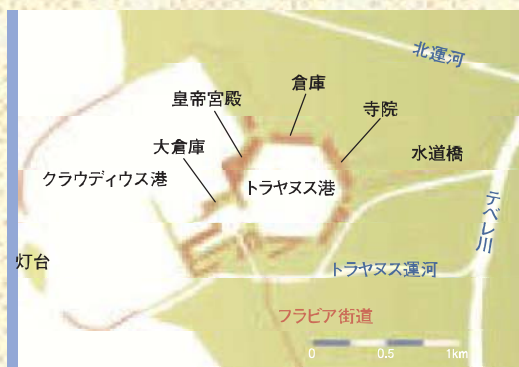 北運河
倉庫
皇帝宮殿
寺院
大倉庫
水道橋
クラウディウス港
トラヤヌス港
テベレ川
灯台
トラヤヌス運河
フラビア街道
0 0.5 1km